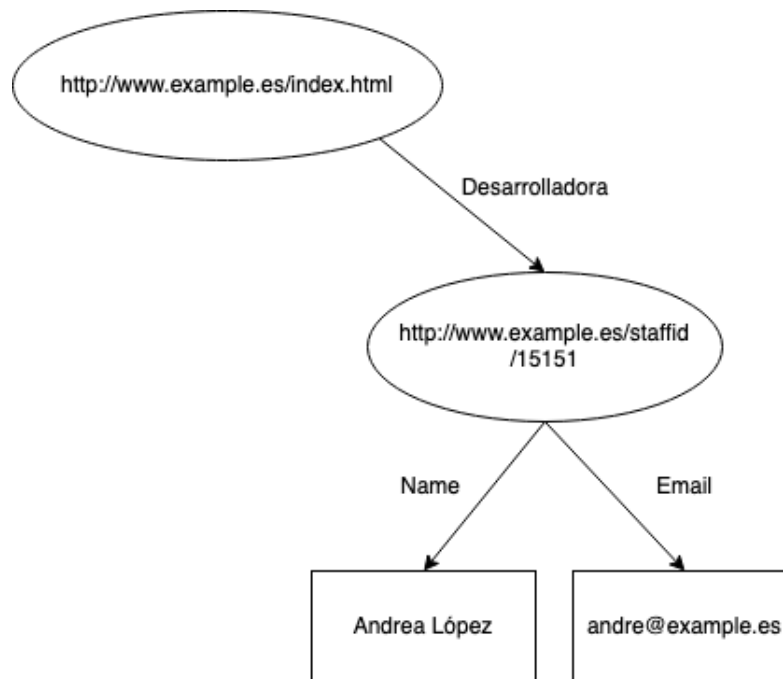 http://www.example.es/index.html
Desarrolladora
http://www.example.es/staffid
/15151
Name
Email
Andrea López
andre@example.es